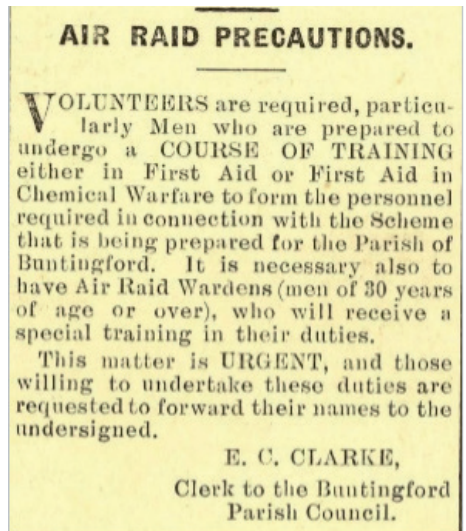 AIR RAID PRECAUTIONS.
VOLUNTEERS are required, particu-
larly Men who are prepared to
undergo a COURSE OF TRAINING
either in First Aid or First Aid in
Chemical Warfare to form the personnel
required in connection with the Scheme
that is being prepared for the Parish of
Buntingford. It is necessary also to
have Air Raid Wardens (men of 30 years
of age or over), who will receive a
special training in their duties.
This matter is URGENT, and those
willing to undertake these duties are
requested to forward their names to the
undersigned.
E. C. CLARKE,
Clerk to the Buntingford
Parish Council.